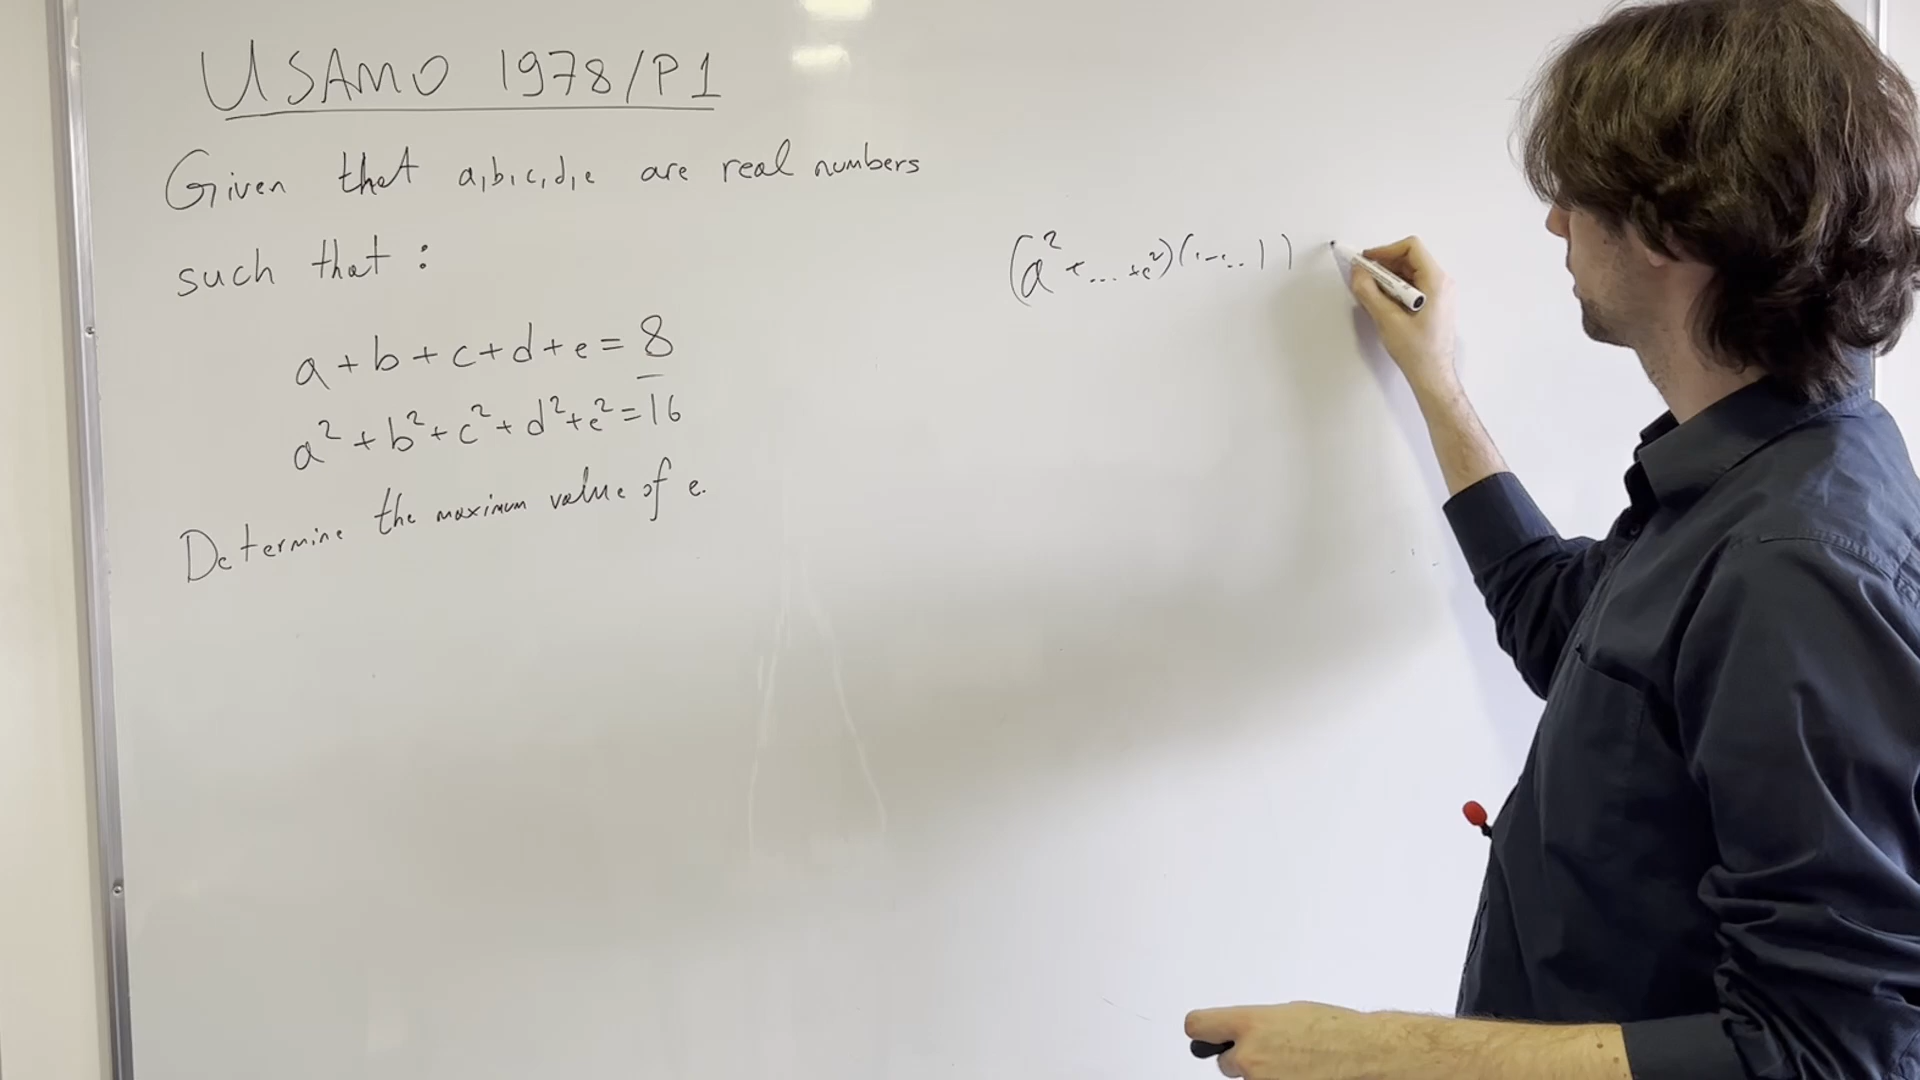 USAMO 1978/P1
Given that a,b,c,d,e are real numbers
such that :
a+b+c+d+e=8
a²+b²+c²+d²+e²=16
Determine the maximum value of e.
(a²+...+e²)(1-...1)